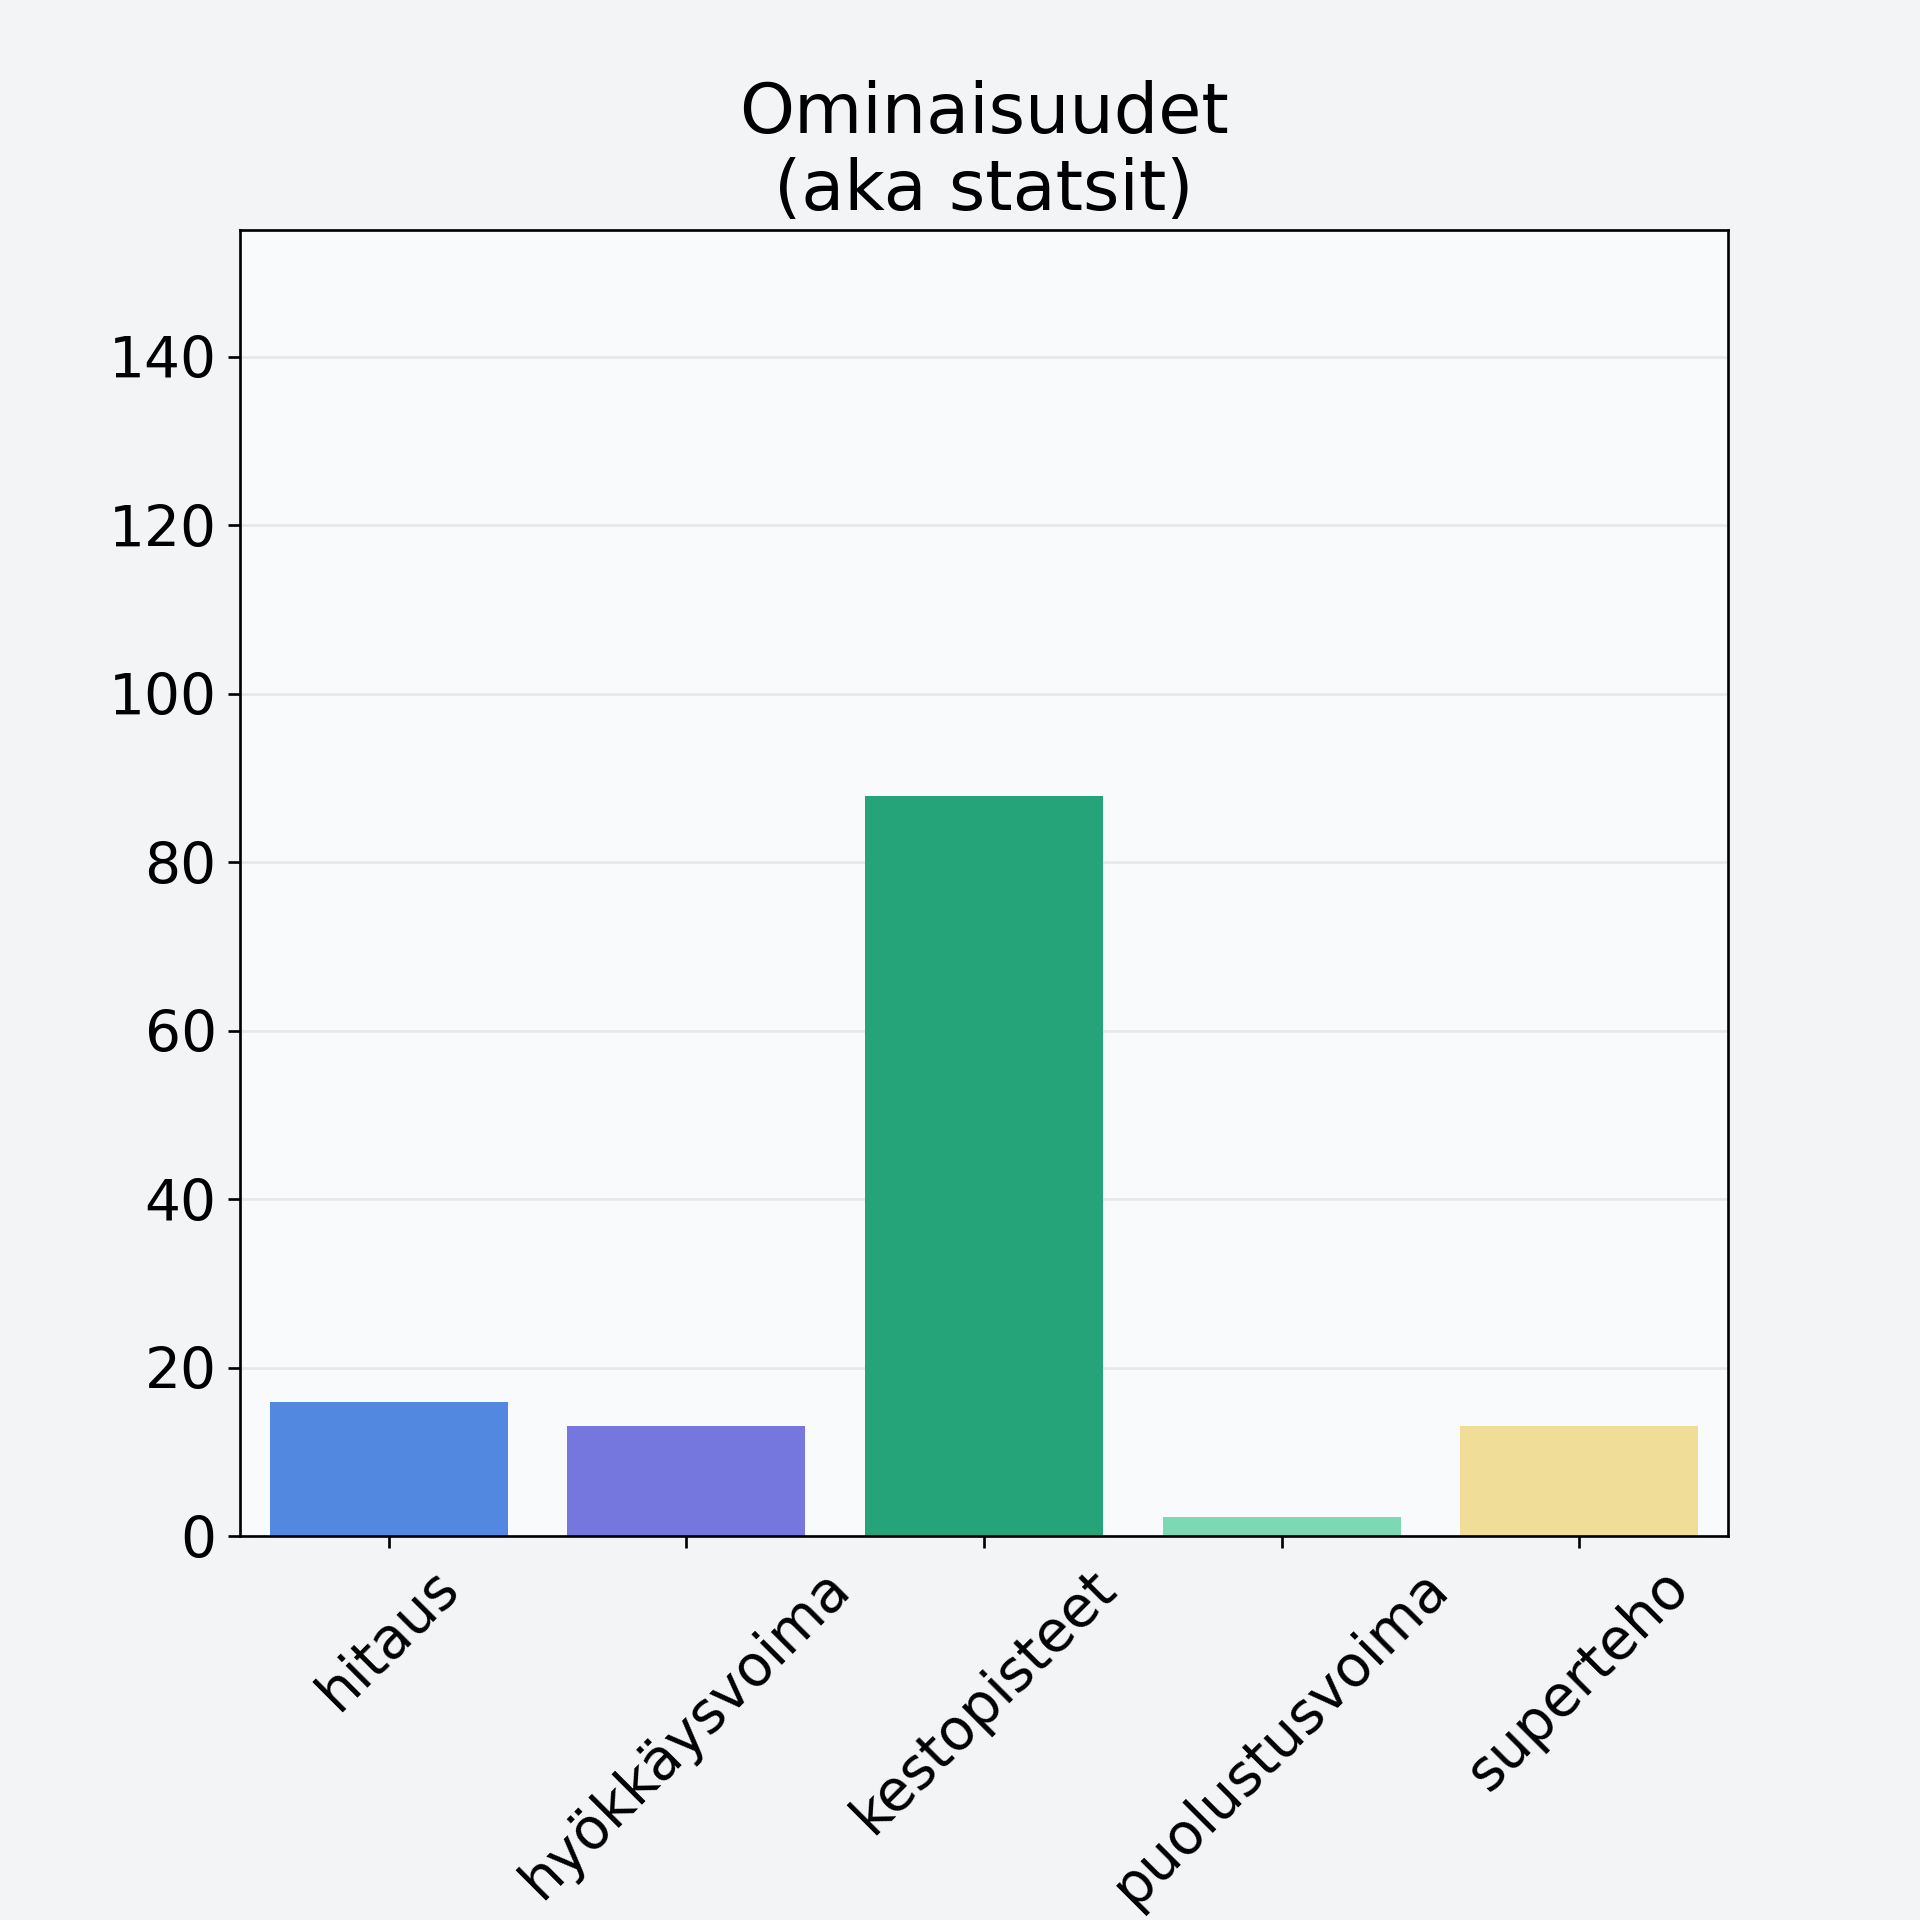 Ominaisuudet
(aka statsit)
140
120
100
80
60
40
20
0
hitaus
hyökkäysvoima
kestopisteet
puolustusvoima
superteho